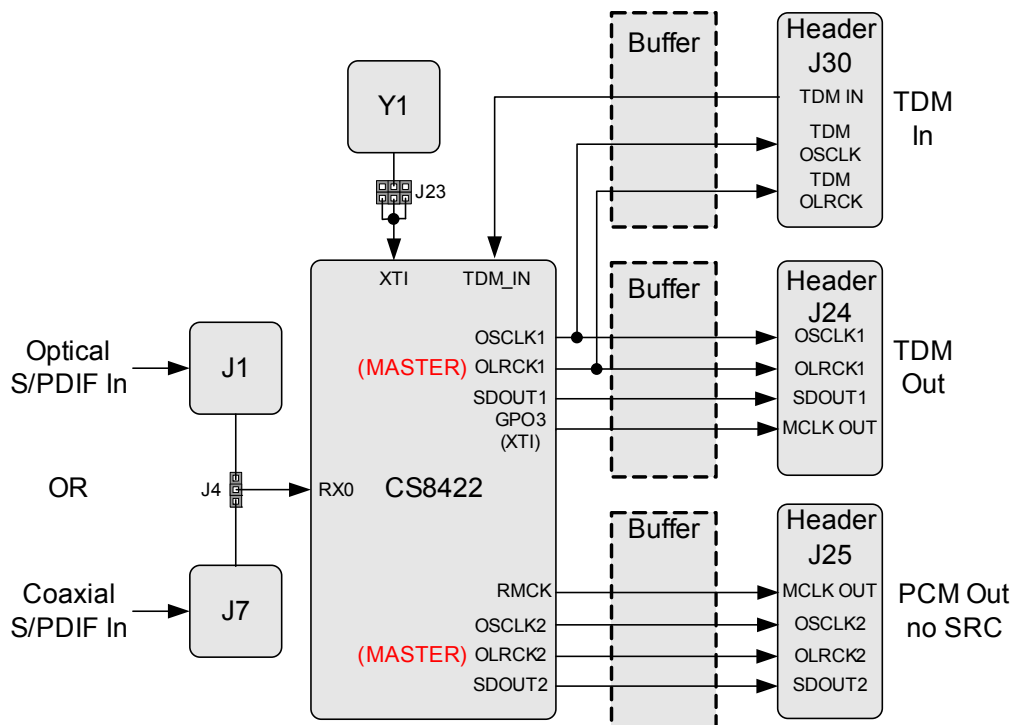 Buffer
Header
J30
TDM IN
TDM
OSCLK
TDM
OLRCK
TDM
In
Y1
J23
XTI
TDM_IN
Optical
S/PDIF In
J1
OR
J4
RX0
CS8422
Coaxial
S/PDIF In
J7
OSCLK1
(MASTER) OLRCK1
SDOUT1
GPO3
(XTI)
Buffer
Header
J24
OSCLK1
OLRCK1
SDOUT1
MCLK OUT
TDM
Out
RMCK
OSCLK2
(MASTER) OLRCK2
SDOUT2
Buffer
Header
J25
MCLK OUT
OSCLK2
OLRCK2
SDOUT2
PCM Out
no SRC